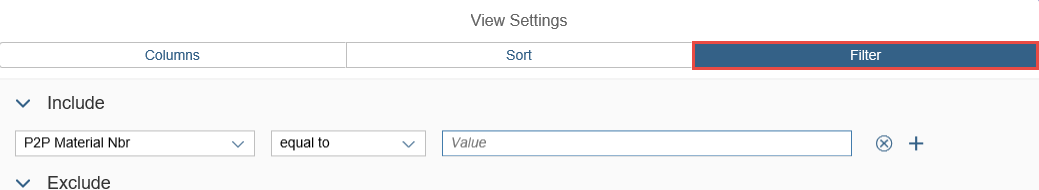 View Settings
Columns Sort Filter
Include
P2P Material Nbr equal to Value
Exclude